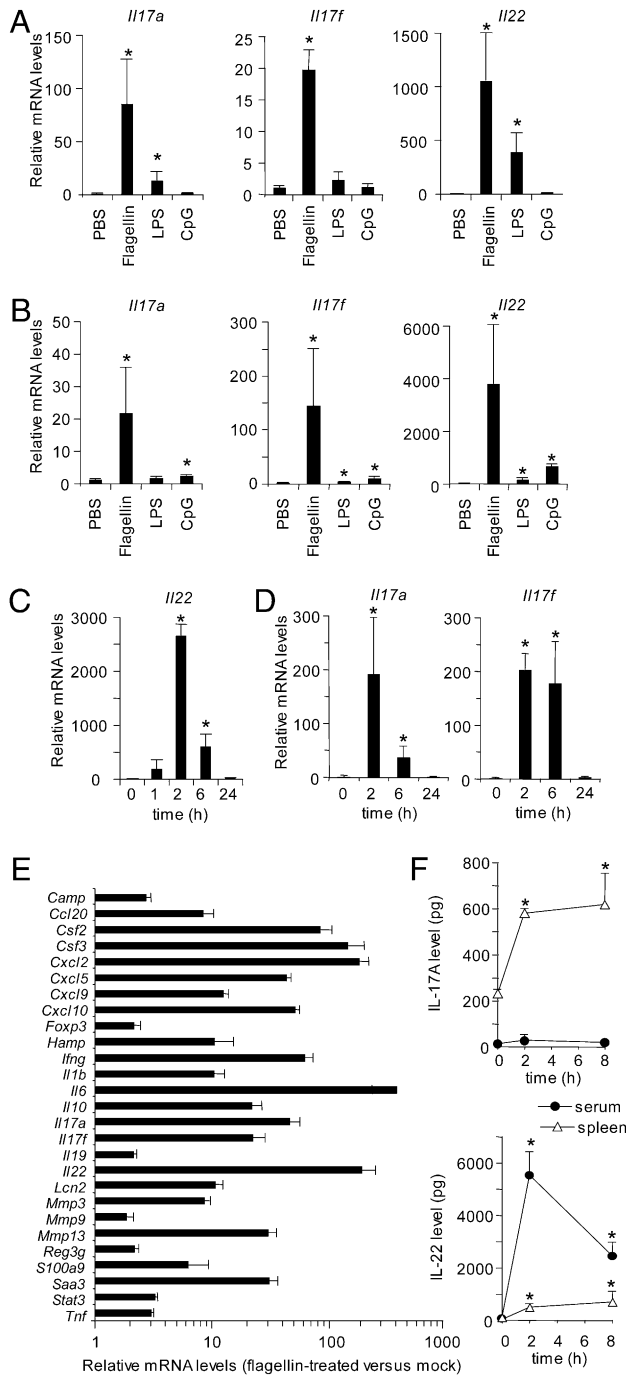 A
Il17a
Il17f
Il22
Relative mRNA levels
150
100
50
0
25
20
15
10
5
0
1500
1000
500
0
PBS
Flagellin
LPS
CpG
PBS
Flagellin
LPS
CpG
PBS
Flagellin
LPS
CpG
*
*
*
*
*
B
Il17a
Il17f
Il22
Relative mRNA levels
50
40
30
20
10
0
300
200
100
0
6000
4000
2000
0
PBS
Flagellin
LPS
CpG
PBS
Flagellin
LPS
CpG
PBS
Flagellin
LPS
CpG
*
*
*
*
*
*
*
*
C
Il22
Relative mRNA levels
3000
2000
1000
0
*
*
0 1 2 6 24
time (h)
D
Il17a
Il17f
Relative mRNA levels
300
200
100
0
*
*
0 2 6 24
time (h)
300
200
100
0
*
*
0 2 6 24
time (h)
E
Camp
Ccl20
Csf2
Csf3
Cxcl2
Cxcl5
Cxcl9
Cxcl10
Foxp3
Hamp
Ifng
Il1b
Il6
Il10
Il17a
Il17f
Il19
Il22
Lcn2
Mmp3
Mmp9
Mmp13
Reg3g
S100a9
Saa3
Stat3
Tnf
1 10 100 1000
Relative mRNA levels (flagellin-treated versus mock)
F
IL-17A level (pg)
800
600
400
200
0
*
*
0 2 8
time (h)
serum
spleen
IL-22 level (pg)
6000
4000
2000
0
*
*
*
*
0 2 8
time (h)